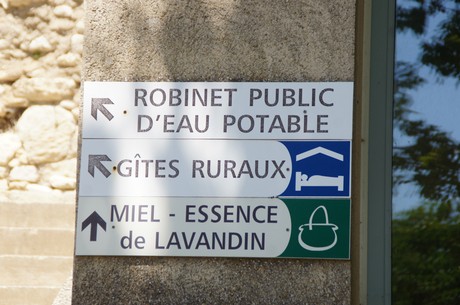 ROBINET PUBLIC
D'EAU POTABLE
GÎTES RURAUX
MIEL - ESSENCE
de LAVANDIN